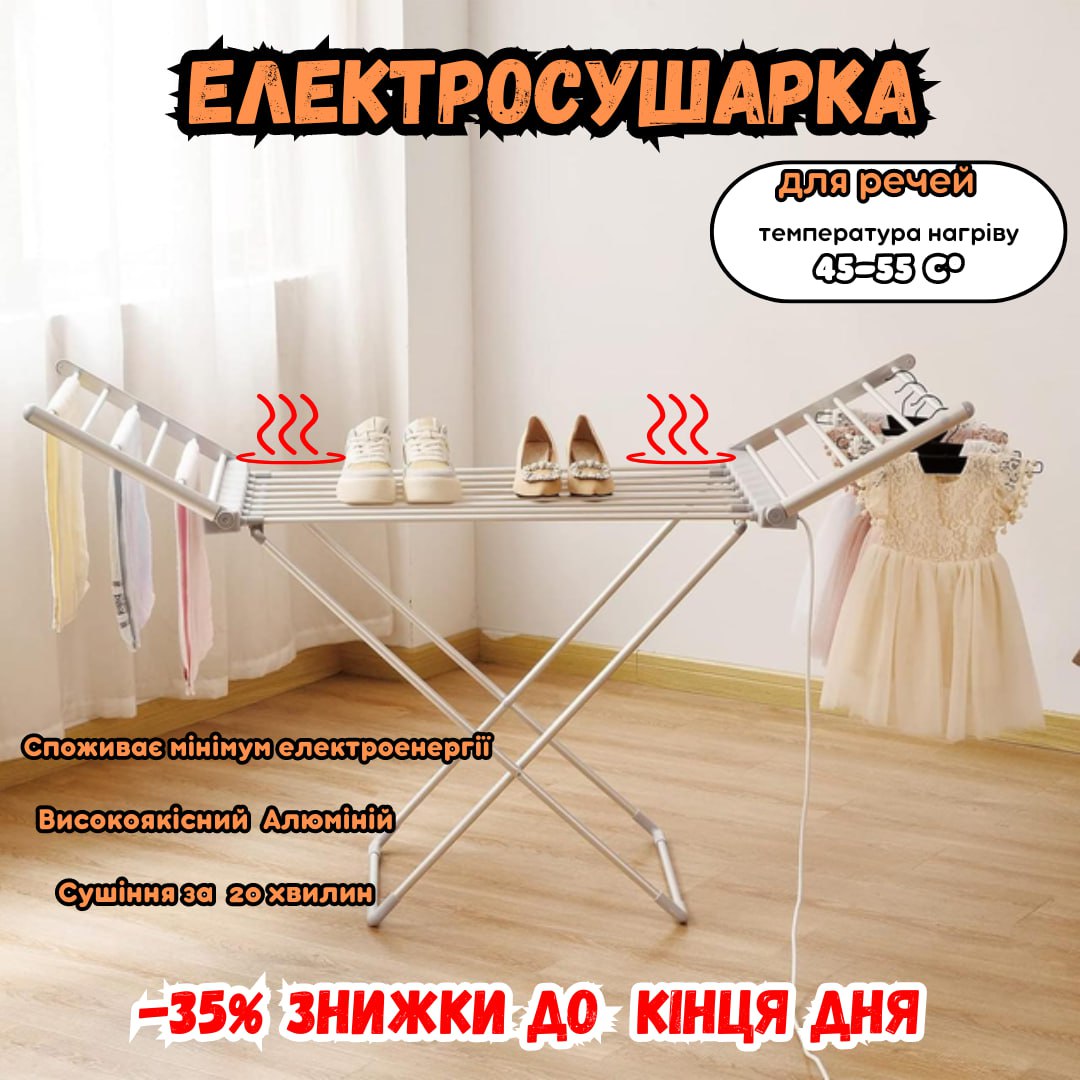 ЕЛЕКТРОСУШАРКА
для речей
температура нагріву
45-55 С°
Споживає мінімум електроенергії
Високоякісний Алюміній
Сушіння за 20 хвилин
-35% ЗНИЖКИ ДО КІНЦЯ ДНЯ